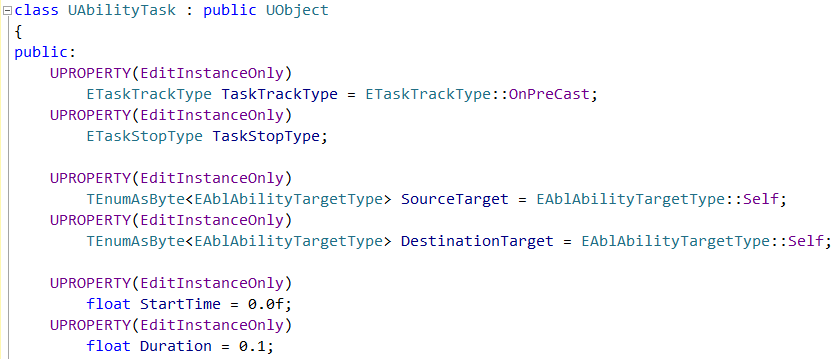 class UAbilityTask : public UObject
{
public:
UPROPERTY(EditInstanceOnly)
ETaskTrackType TaskTrackType = ETaskTrackType::OnPreCast;
UPROPERTY(EditInstanceOnly)
ETaskStopType TaskStopType;
UPROPERTY(EditInstanceOnly)
TEnumAsByte<EAblAbilityTargetType> SourceTarget = EAblAbilityTargetType::Self;
UPROPERTY(EditInstanceOnly)
TEnumAsByte<EAblAbilityTargetType> DestinationTarget = EAblAbilityTargetType::Self;
UPROPERTY(EditInstanceOnly)
float StartTime = 0.0f;
UPROPERTY(EditInstanceOnly)
float Duration = 0.1;